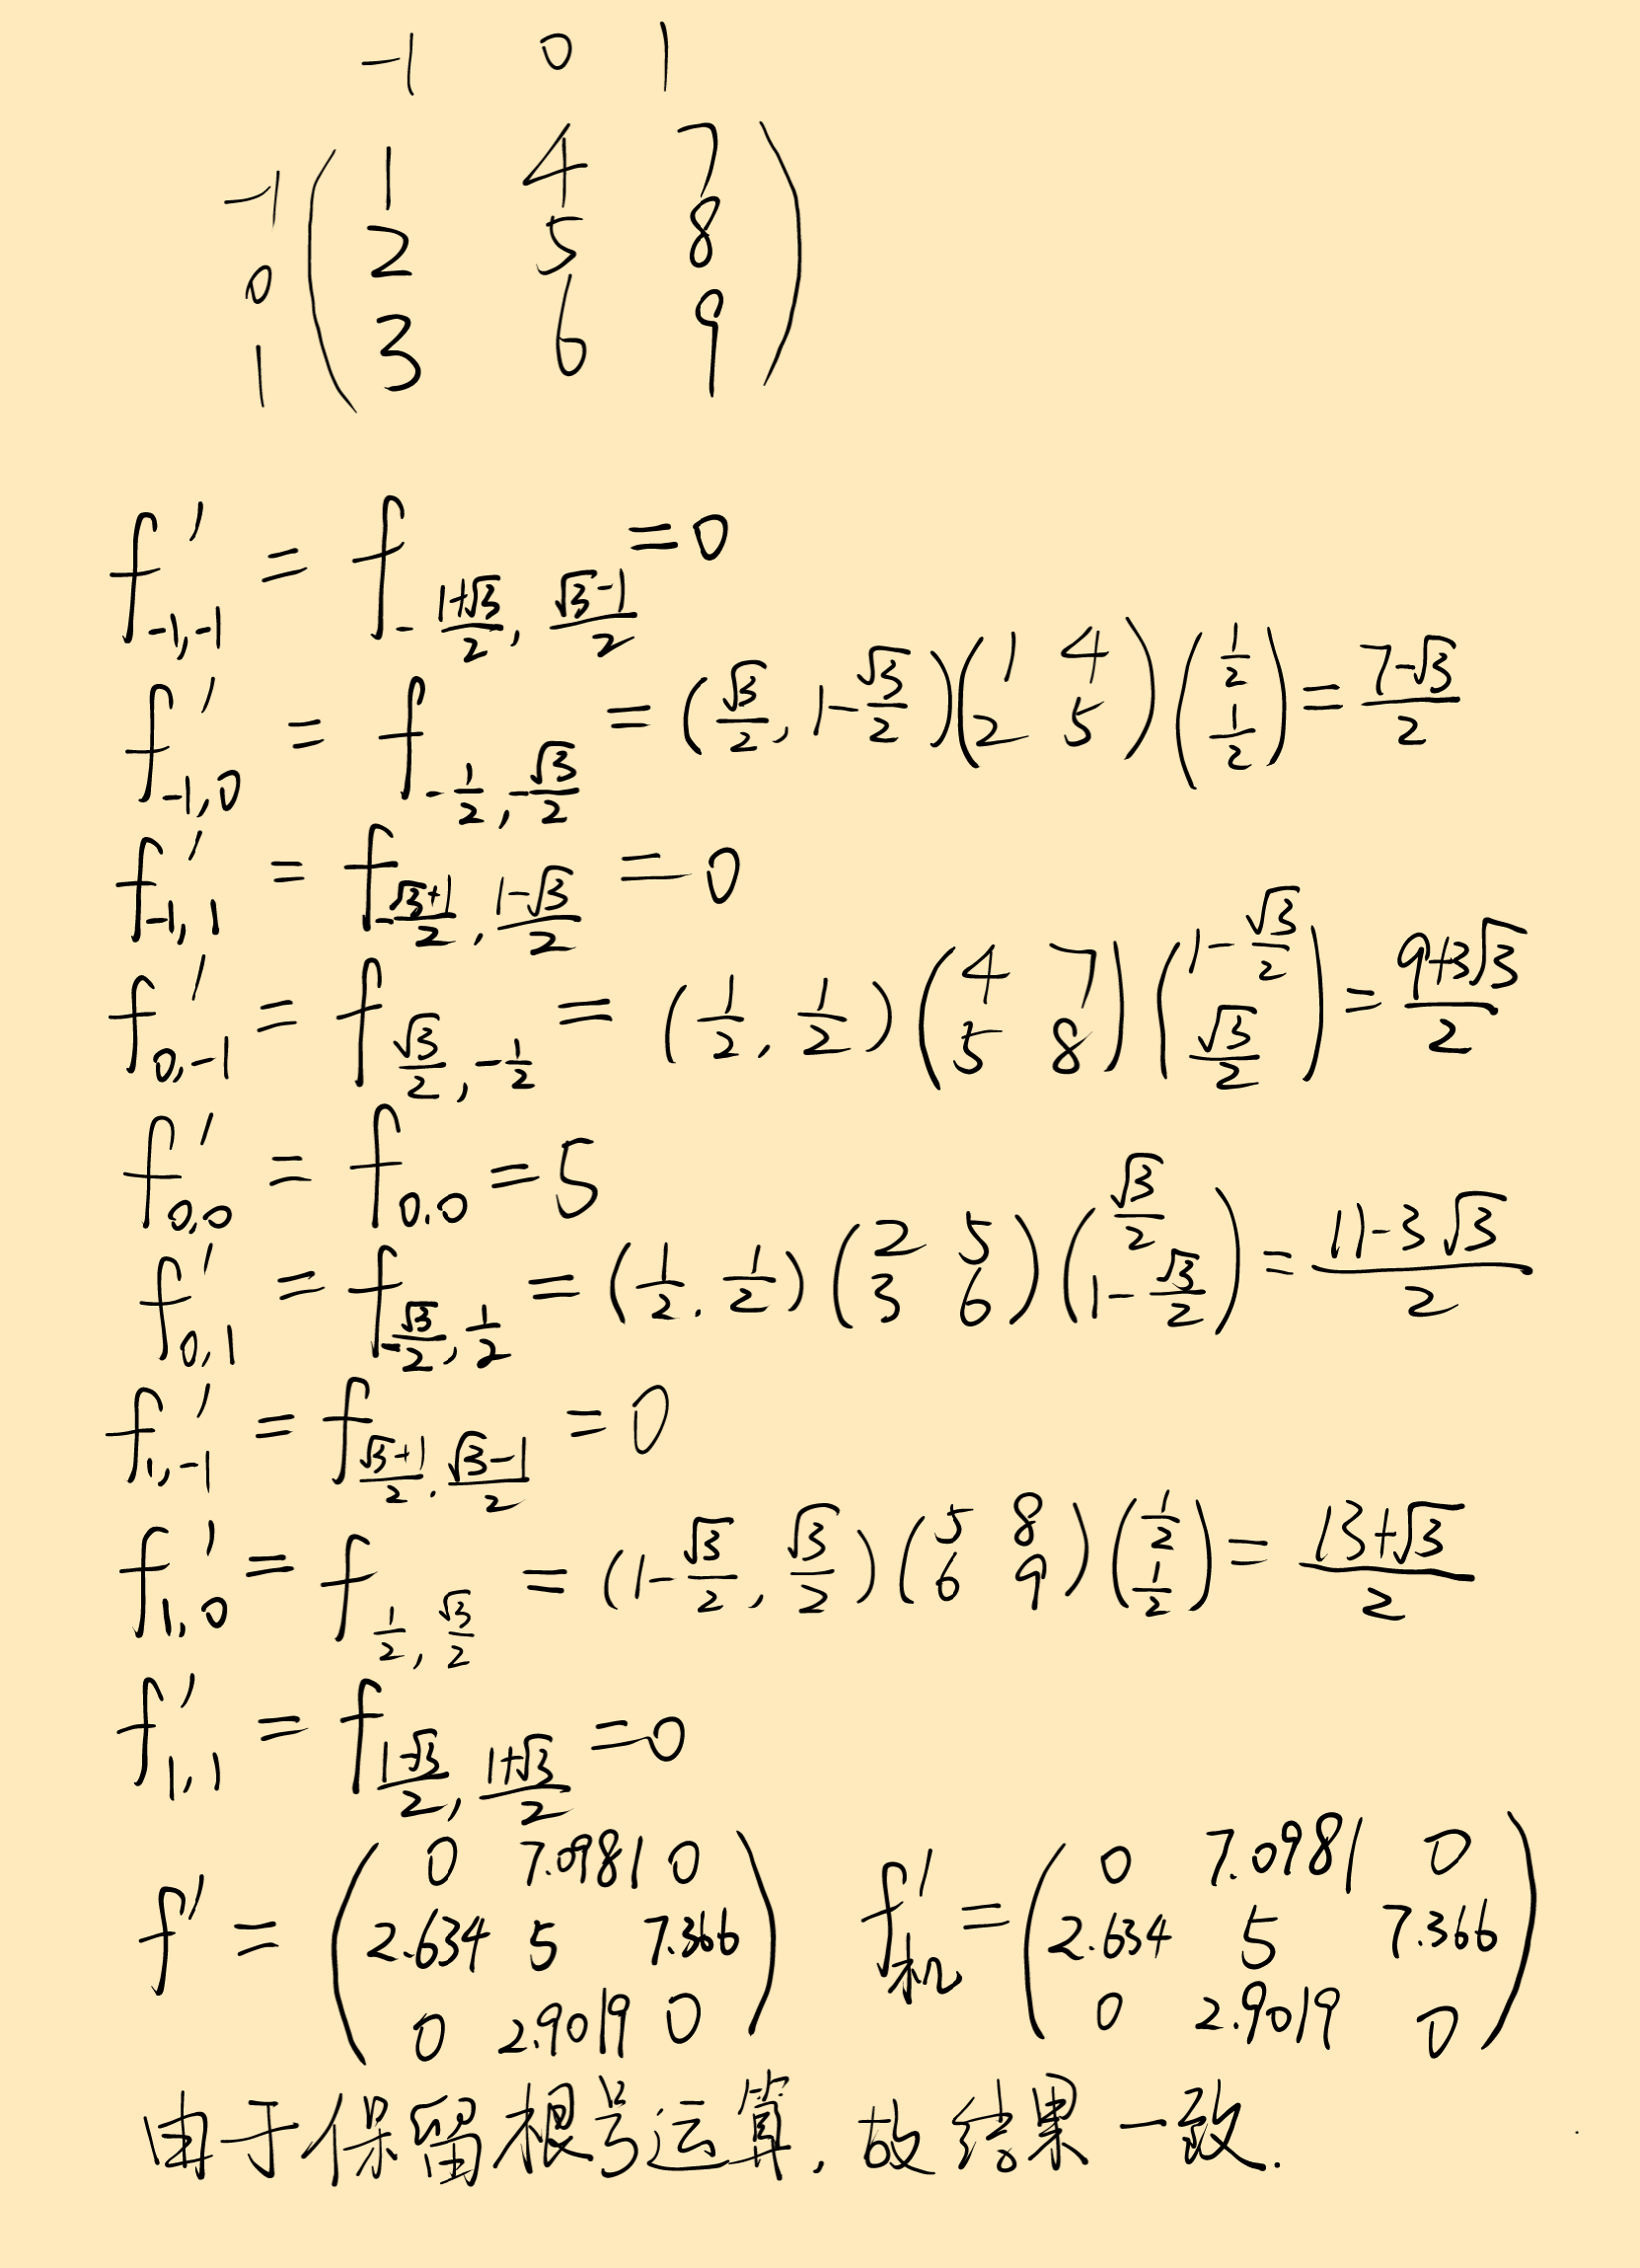 -1 0 1
-1 ( 1 4 7 )
0 ( 2 5 8 )
1 ( 3 6 9 )
f'_{-1,-1} = f_{-\frac{1+\sqrt{3}}{2}, \frac{\sqrt{3}-1}{2}} = 0
f'_{-1,0} = f_{-\frac{1}{2}, -\frac{\sqrt{3}}{2}} = (\frac{\sqrt{3}}{2}, 1-\frac{\sqrt{3}}{2}) \begin{pmatrix} 1 & 4 \\ 2 & 5 \end{pmatrix} \begin{pmatrix} \frac{1}{2} \\ \frac{1}{2} \end{pmatrix} = \frac{7-\sqrt{3}}{2}
f'_{-1,1} = f_{-\frac{\sqrt{3}+1}{2}, \frac{1-\sqrt{3}}{2}} = 0
f'_{0,-1} = f_{\frac{\sqrt{3}}{2}, -\frac{1}{2}} = (\frac{1}{2}, \frac{1}{2}) \begin{pmatrix} 4 & 7 \\ 5 & 8 \end{pmatrix} \begin{pmatrix} 1-\frac{\sqrt{3}}{2} \\ \frac{\sqrt{3}}{2} \end{pmatrix} = \frac{9+3\sqrt{3}}{2}
f'_{0,0} = f_{0,0} = 5
f'_{0,1} = f_{-\frac{\sqrt{3}}{2}, \frac{1}{2}} = (\frac{1}{2}, \frac{1}{2}) \begin{pmatrix} 2 & 5 \\ 3 & 6 \end{pmatrix} \begin{pmatrix} \frac{\sqrt{3}}{2} \\ 1-\frac{\sqrt{3}}{2} \end{pmatrix} = \frac{11-3\sqrt{3}}{2}
f'_{1,-1} = f_{\frac{\sqrt{3}+1}{2}, \frac{\sqrt{3}-1}{2}} = 0
f'_{1,0} = f_{\frac{1}{2}, \frac{\sqrt{3}}{2}} = (1-\frac{\sqrt{3}}{2}, \frac{\sqrt{3}}{2}) \begin{pmatrix} 5 & 8 \\ 6 & 9 \end{pmatrix} \begin{pmatrix} \frac{1}{2} \\ \frac{1}{2} \end{pmatrix} = \frac{13+\sqrt{3}}{2}
f'_{1,1} = f_{\frac{1-\sqrt{3}}{2}, \frac{1+\sqrt{3}}{2}} = 0
f' = \begin{pmatrix} 0 & 7.0981 & 0 \\ 2.634 & 5 & 7.366 \\ 0 & 2.9019 & 0 \end{pmatrix} f'_{机} = \begin{pmatrix} 0 & 7.0981 & 0 \\ 2.634 & 5 & 7.366 \\ 0 & 2.9019 & 0 \end{pmatrix}
由于保留根号运算,故结果一致.